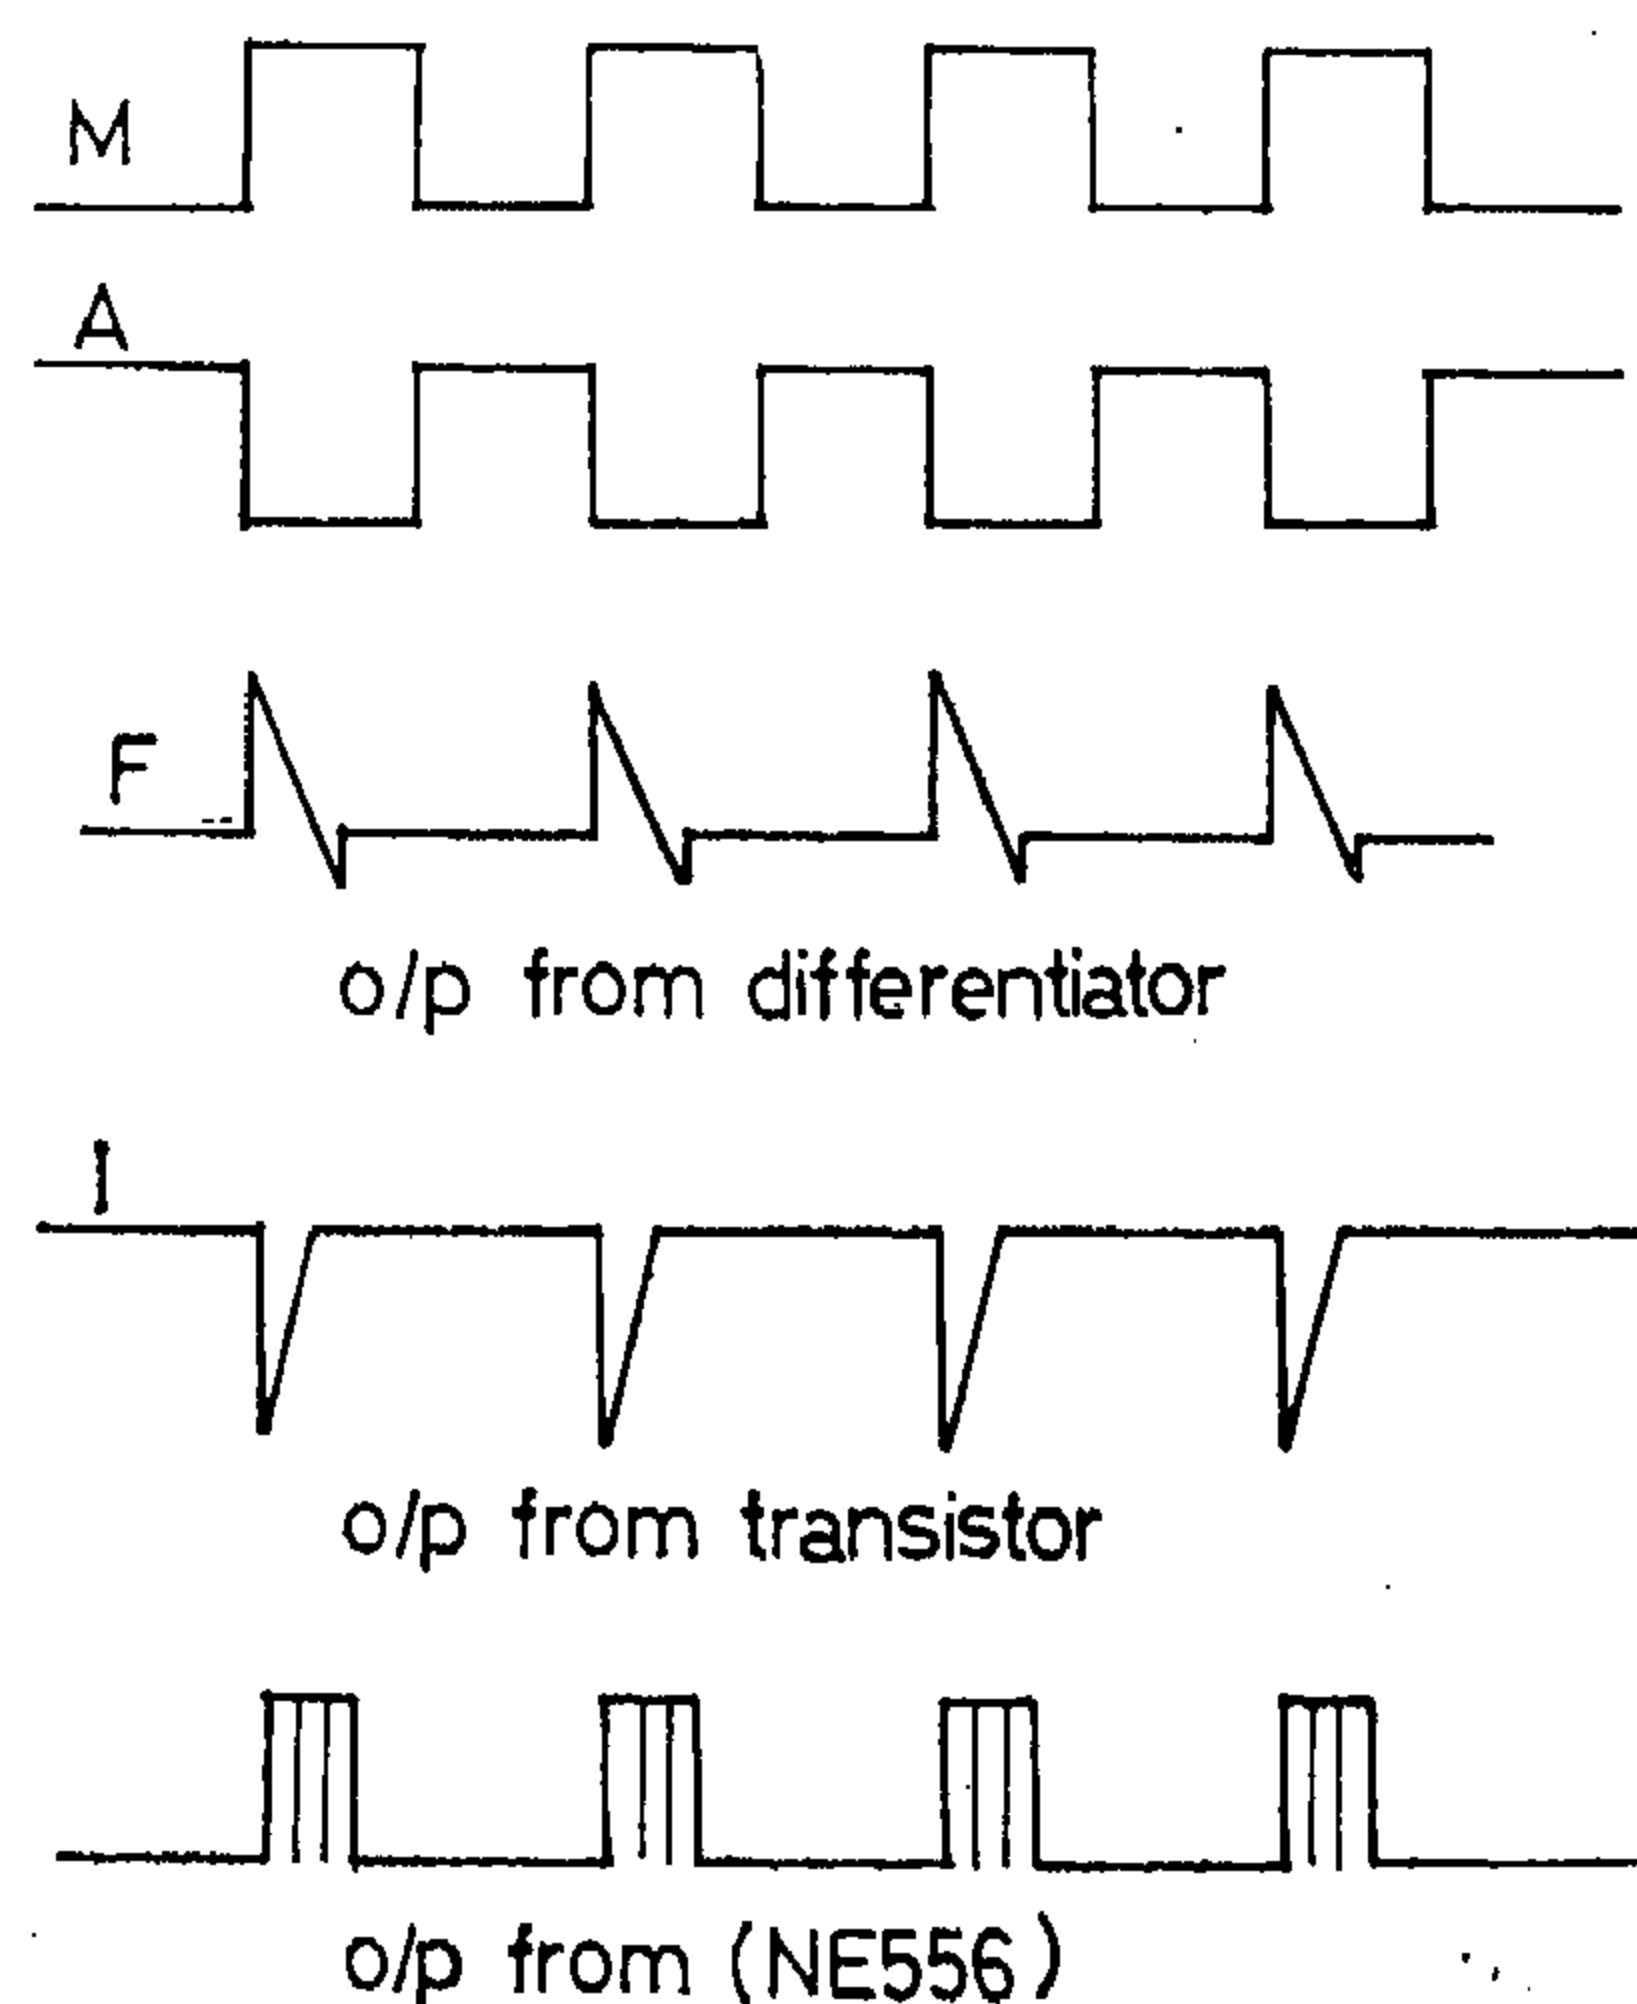 M
A
F
o/p from differentiator
I
o/p from transistor
o/p from (NE556)